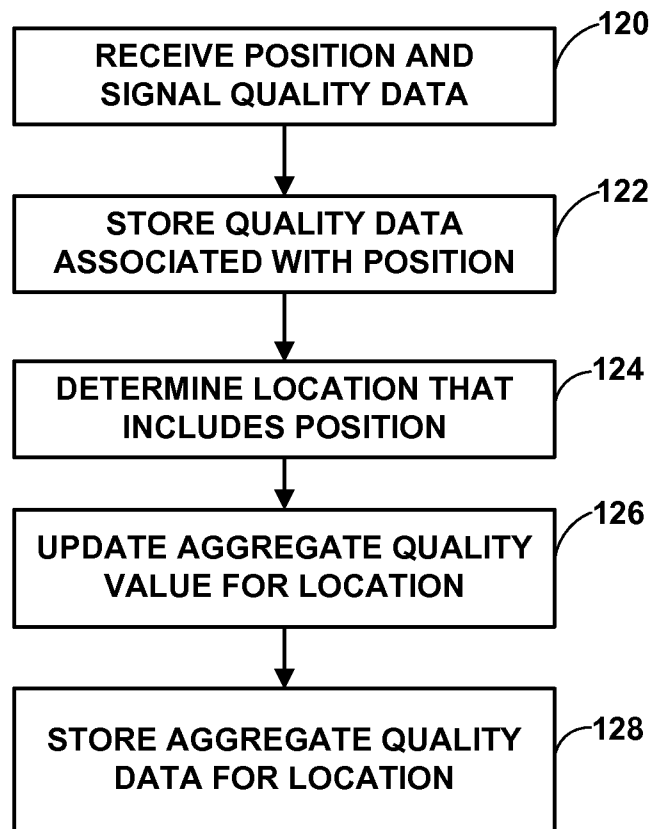 120
RECEIVE POSITION AND
SIGNAL QUALITY DATA
122
STORE QUALITY DATA
ASSOCIATED WITH POSITION
124
DETERMINE LOCATION THAT
INCLUDES POSITION
126
UPDATE AGGREGATE QUALITY
VALUE FOR LOCATION
128
STORE AGGREGATE QUALITY
DATA FOR LOCATION